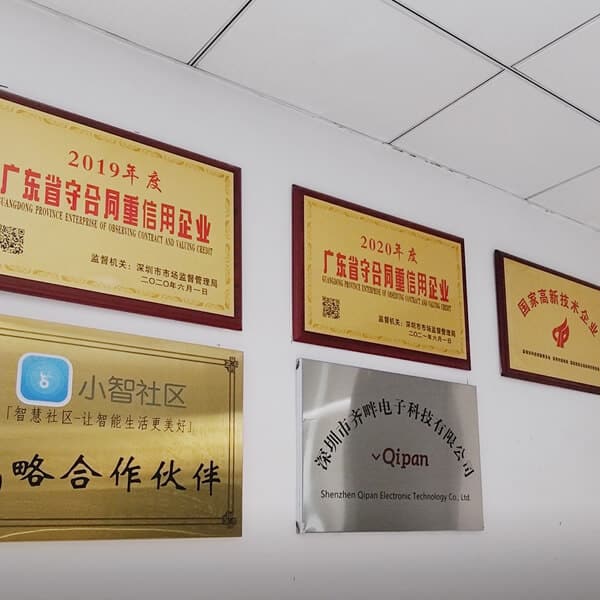 2019年度
广东省守合同重信用企业
GUANGDONG PROVINCE ENTERPRISE OF OBSERVING CONTRACT AND VALUING CREDIT
监督机关：深圳市市场监督管理局
二〇二〇年六月一日
2020年度
广东省守合同重信用企业
GUANGDONG PROVINCE ENTERPRISE OF OBSERVING CONTRACT AND VALUING CREDIT
监督机关：深圳市市场监督管理局
二〇二一年六月一日
国家高新技术企业
小智社区
「智慧社区-让智能生活更美好」
略合作伙伴
深圳市齐畔电子科技有限公司
Qipan
Shenzhen Qipan Electronic Technology Co., Ltd.